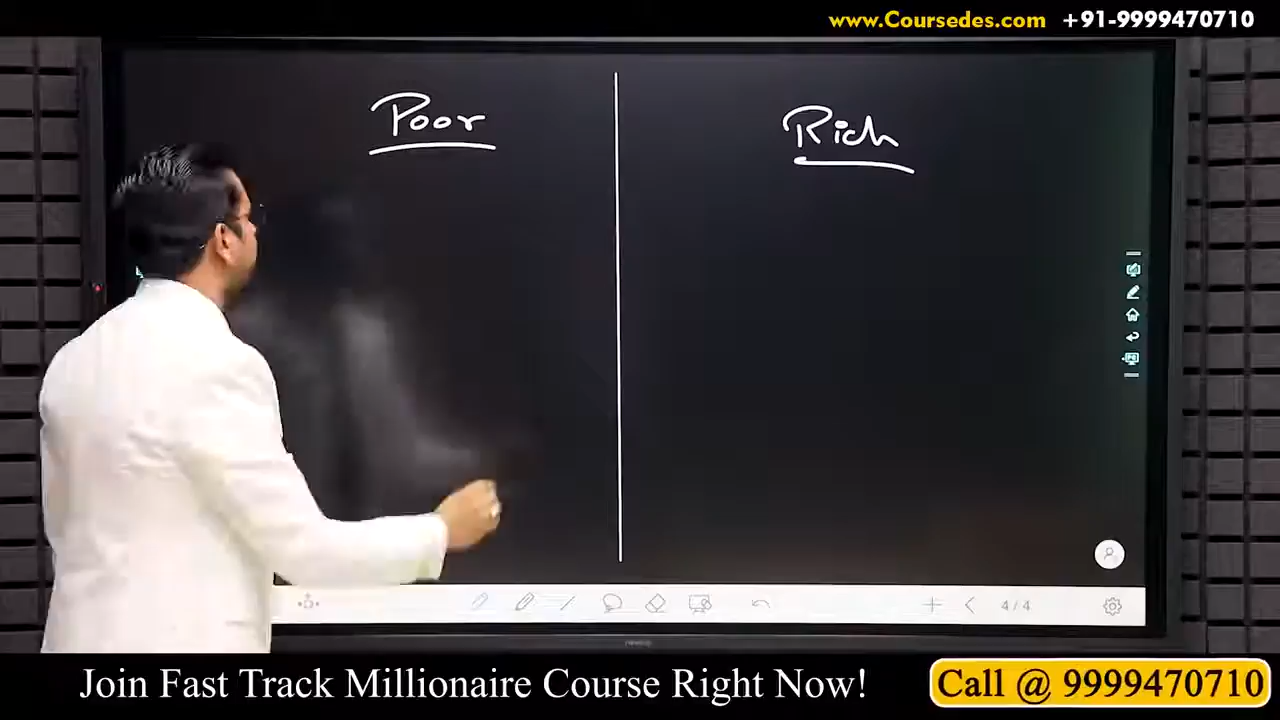 www.Coursedes.com +91-9999470710
Poor
Rich
4/4
Join Fast Track Millionaire Course Right Now!
Call @ 9999470710